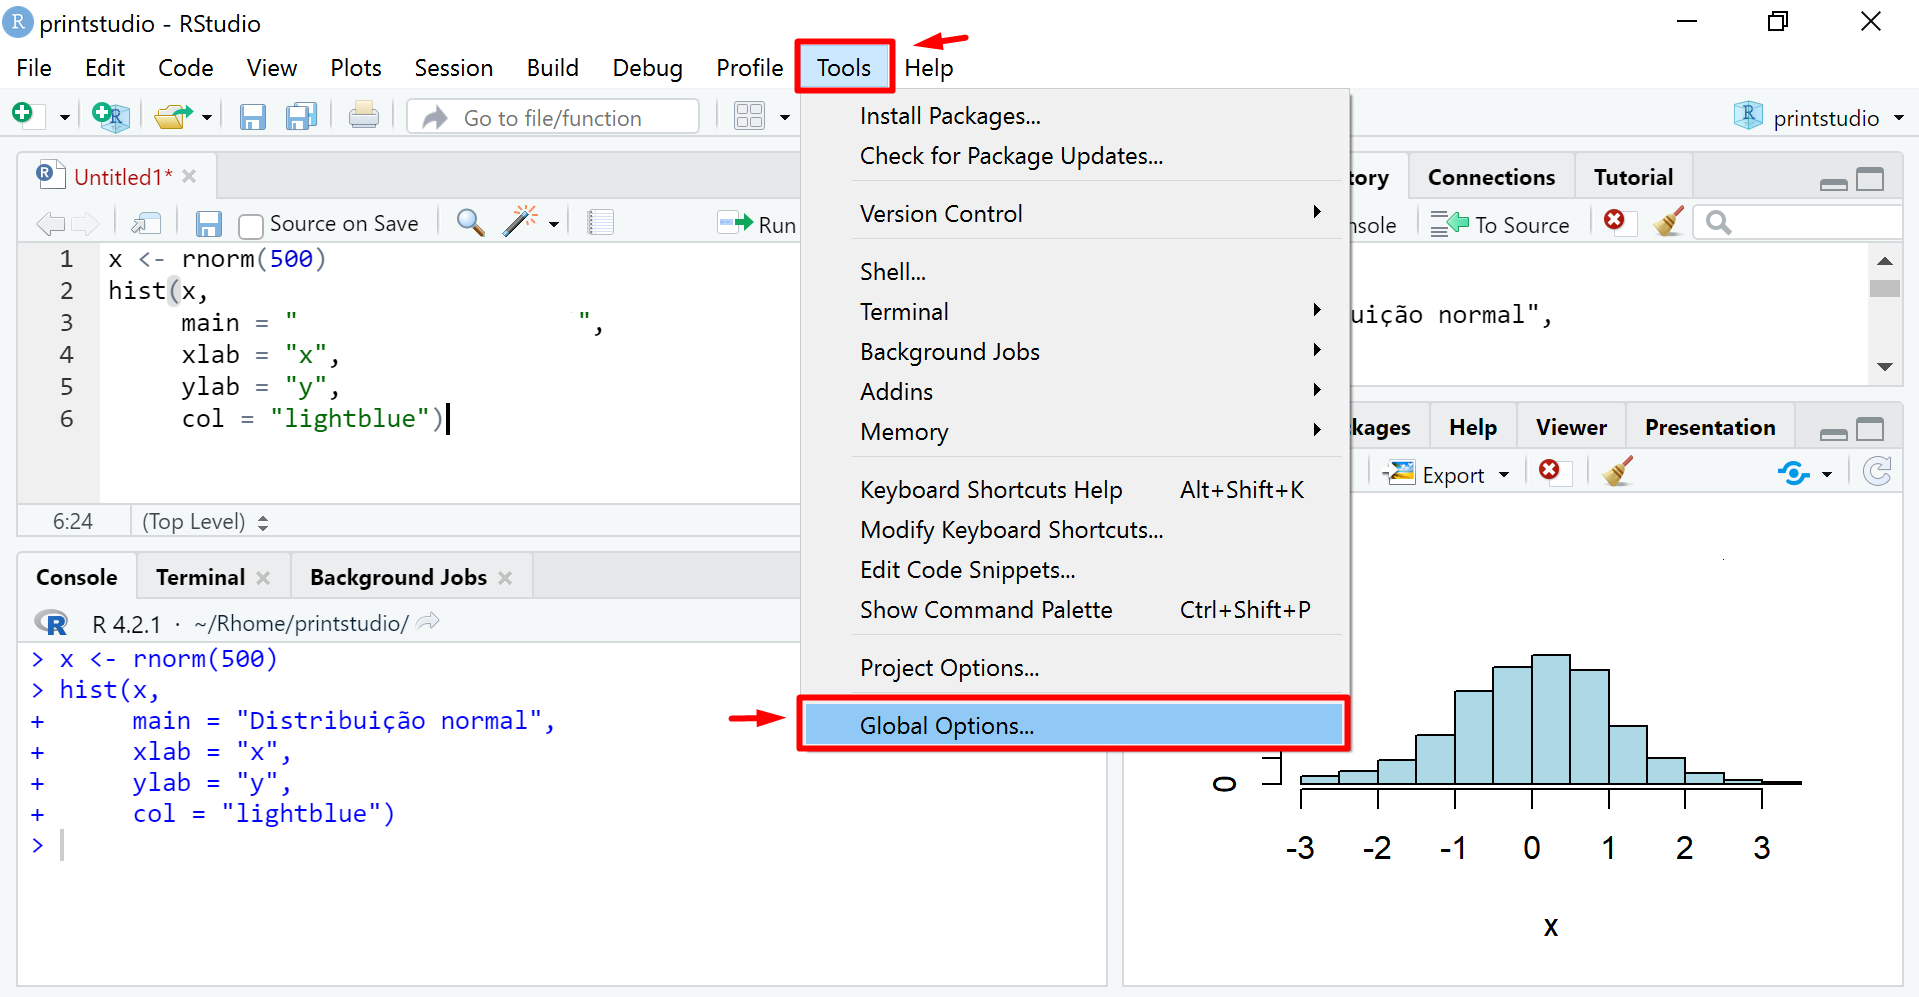 printstudio - RStudio
File Edit Code View Plots Session Build Debug Profile Tools Help
Go to file/function
printstudio
Install Packages...
Check for Package Updates...
Version Control
Shell...
Terminal
Background Jobs
Addins
Memory
Keyboard Shortcuts Help Alt+Shift+K
Modify Keyboard Shortcuts...
Edit Code Snippets...
Show Command Palette Ctrl+Shift+P
Project Options...
Global Options...
Untitled1*
Source on Save
Run
1 x <- rnorm(500)
2 hist(x,
3 main = " ",
4 xlab = "x",
5 ylab = "y",
6 col = "lightblue")
6:24 (Top Level)
Console Terminal Background Jobs
R 4.2.1 · ~/Rhome/printstudio/
> x <- rnorm(500)
> hist(x,
+ main = "Distribuição normal",
+ xlab = "x",
+ ylab = "y",
+ col = "lightblue")
>
tory Connections Tutorial
nsole To Source
uição normal",
kages Help Viewer Presentation
Export
0
-3 -2 -1 0 1 2 3
x